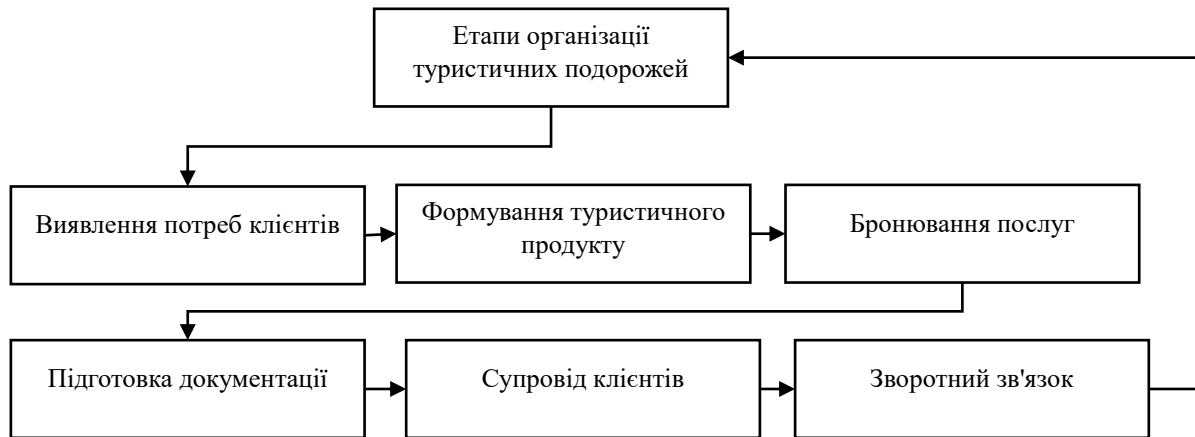 Етапи організації
туристичних подорожей
Виявлення потреб клієнтів
Формування туристичного
продукту
Бронювання послуг
Підготовка документації
Супровід клієнтів
Зворотний зв'язок